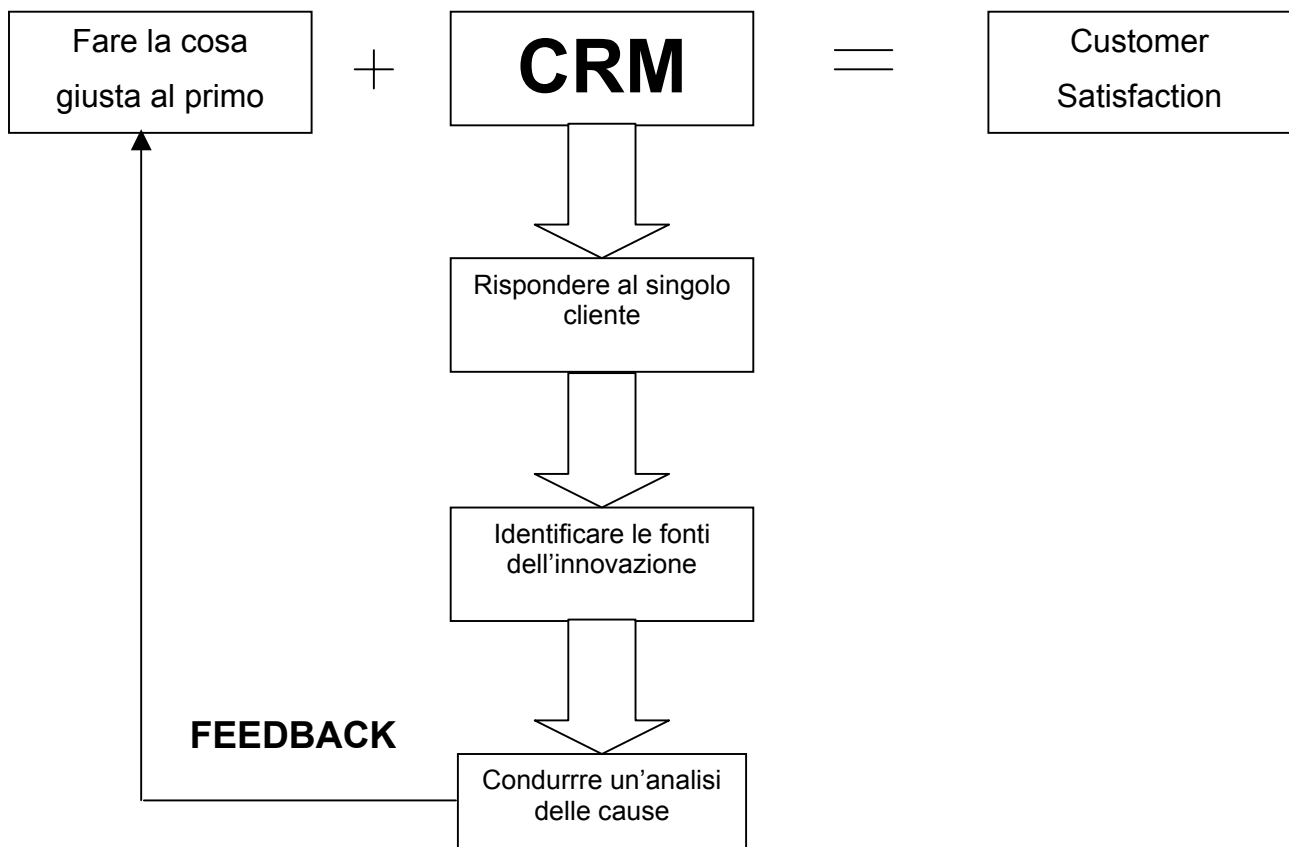 Fare la cosa
giusta al primo
+
CRM
=
Customer
Satisfaction
Rispondere al singolo
cliente
Identificare le fonti
dell’innovazione
FEEDBACK
Condurrre un’analisi
delle cause